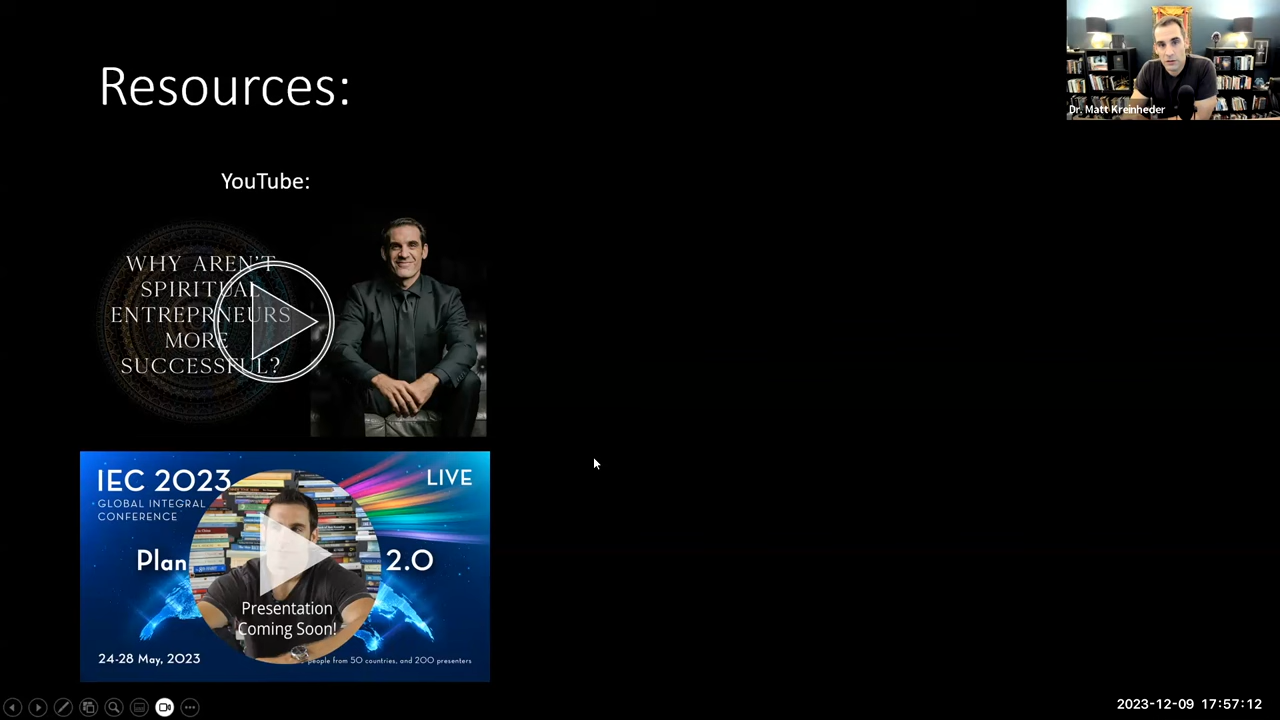 Resources:
Dr. Matt Kreinheder
YouTube:
WHY AREN'T
SPIRITUAL
ENTREPRNEURS
MORE
SUCCESSFUL?
IEC 2023
LIVE
GLOBAL INTEGRAL
CONFERENCE
Plan
2.0
Presentation
Coming Soon!
24-28 May, 2023
people from 50 countries, and 200 presenters
2023-12-09 17:57:12